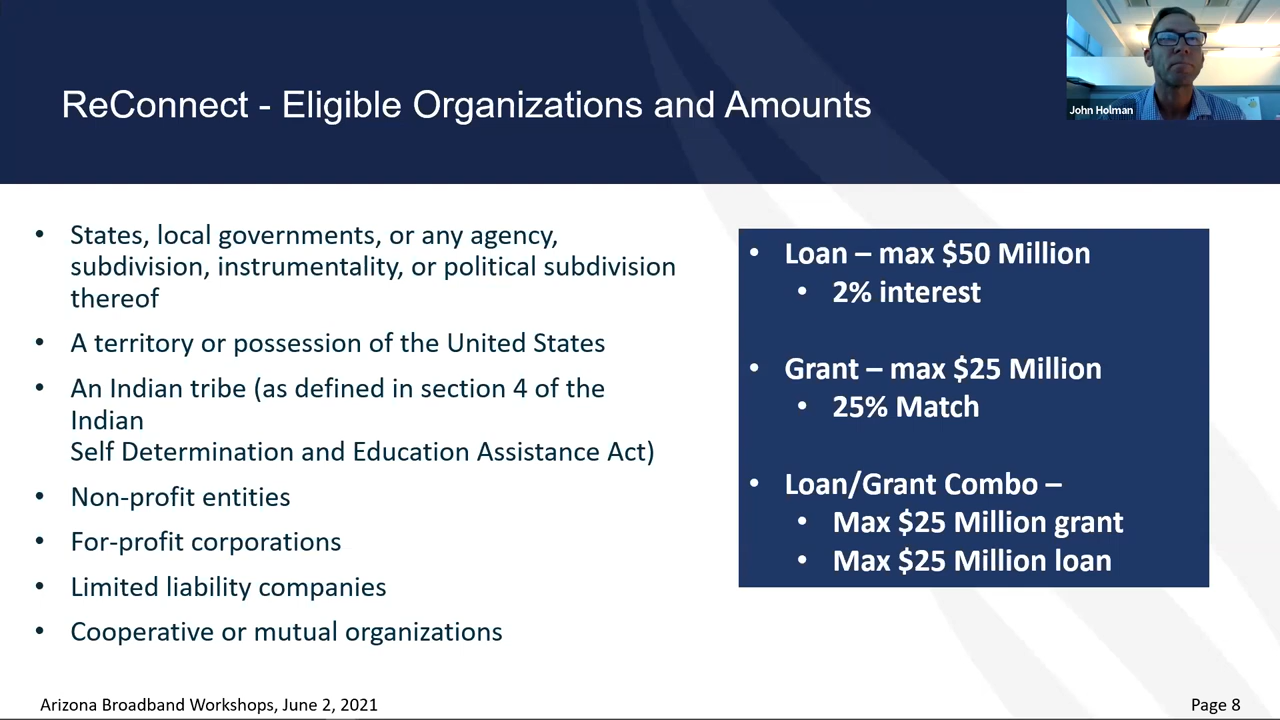 ReConnect - Eligible Organizations and Amounts
John Holman
• States, local governments, or any agency,
subdivision, instrumentality, or political subdivision
thereof
• A territory or possession of the United States
• An Indian tribe (as defined in section 4 of the
Indian
Self Determination and Education Assistance Act)
• Non-profit entities
• For-profit corporations
• Limited liability companies
• Cooperative or mutual organizations
• Loan – max $50 Million
• 2% interest
• Grant – max $25 Million
• 25% Match
• Loan/Grant Combo –
• Max $25 Million grant
• Max $25 Million loan
Arizona Broadband Workshops, June 2, 2021
Page 8